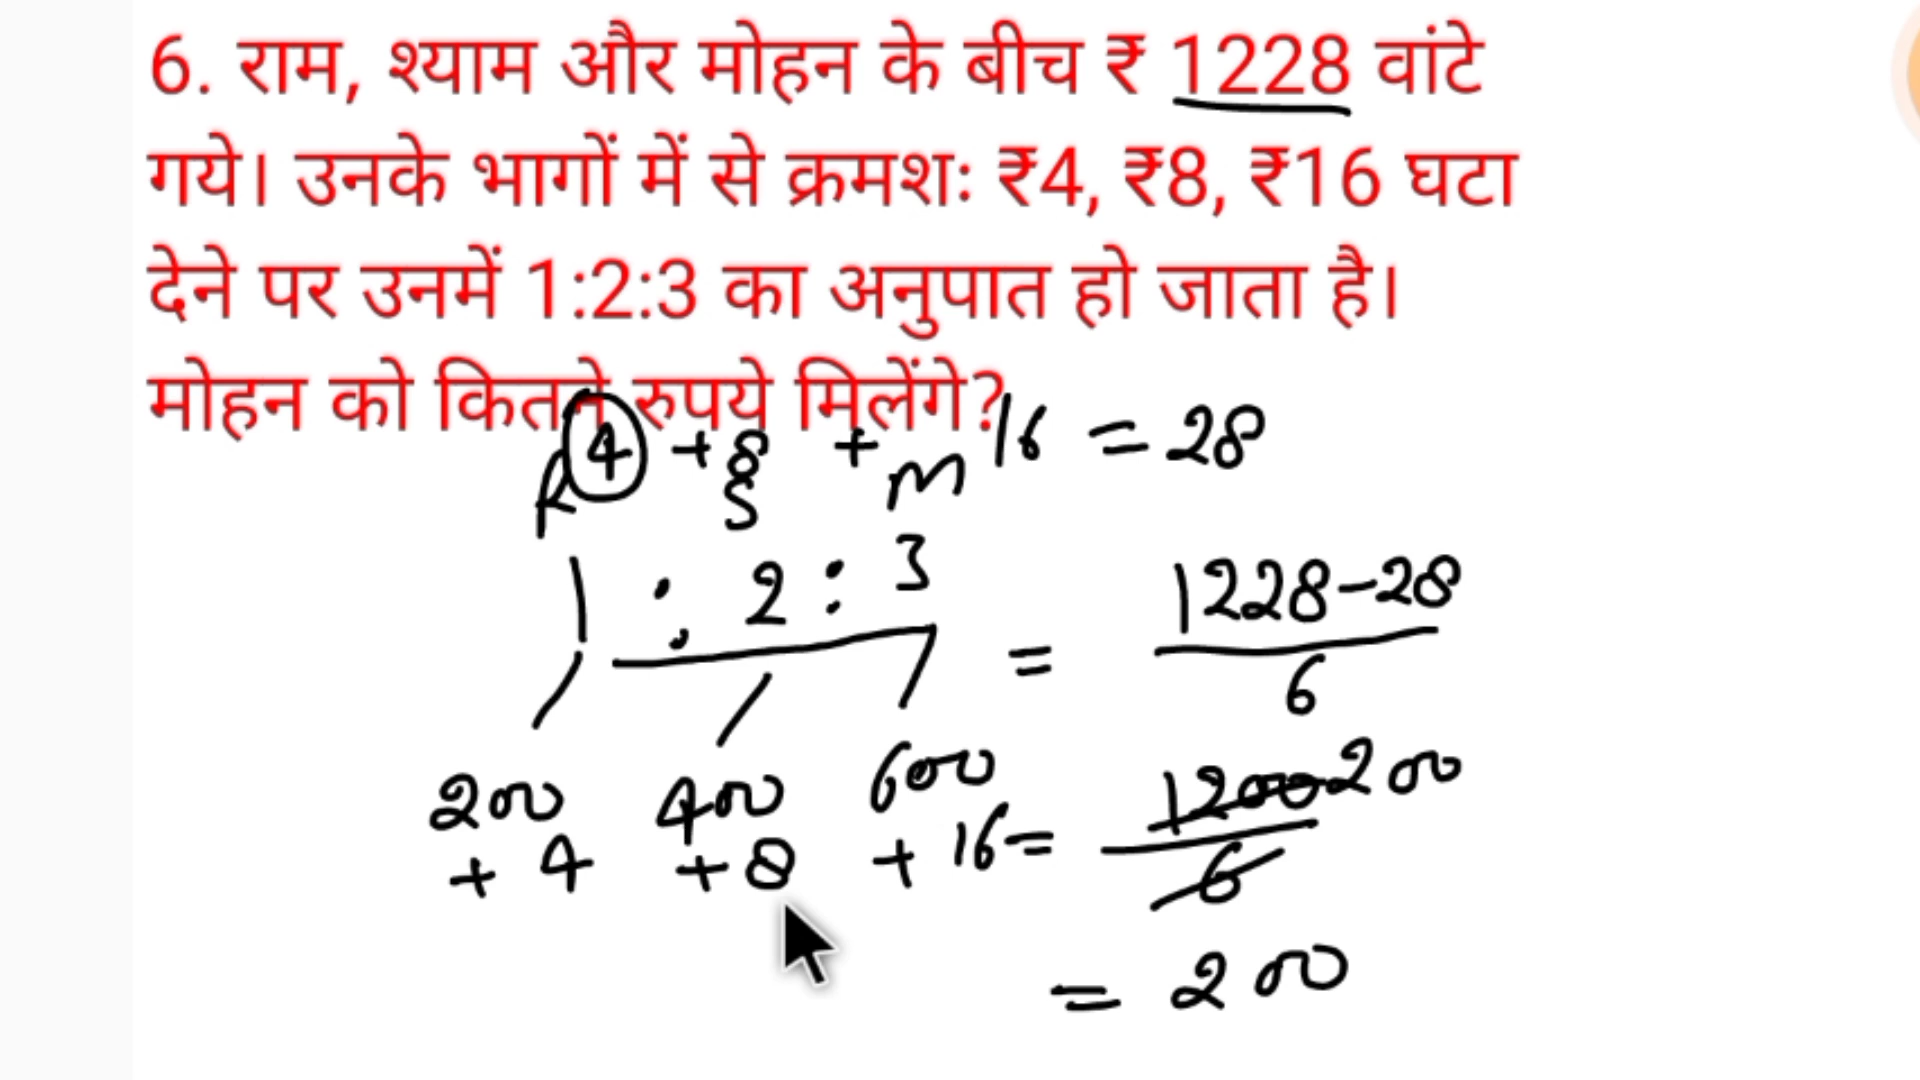 6. राम, श्याम और मोहन के बीच ₹ 1228 वांटे
गये। उनके भागों में से क्रमशः ₹4, ₹8, ₹16 घटा
देने पर उनमें 1:2:3 का अनुपात हो जाता है।
मोहन को कितने रुपये मिलेंगे?
4 + 8 + 16 = 28
R S m
1 : 2 : 3 = 1228-28
6
200 400 600 1200 200
+ 4 + 8 + 16 = 6
= 200